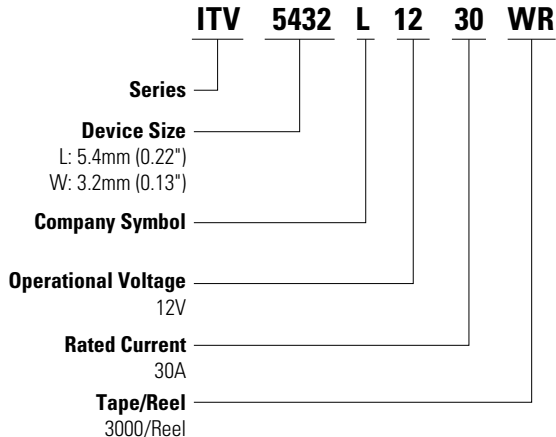 ITV 5432 L 12 30 WR
Series
Device Size
L: 5.4mm (0.22")
W: 3.2mm (0.13")
Company Symbol
Operational Voltage
12V
Rated Current
30A
Tape/Reel
3000/Reel